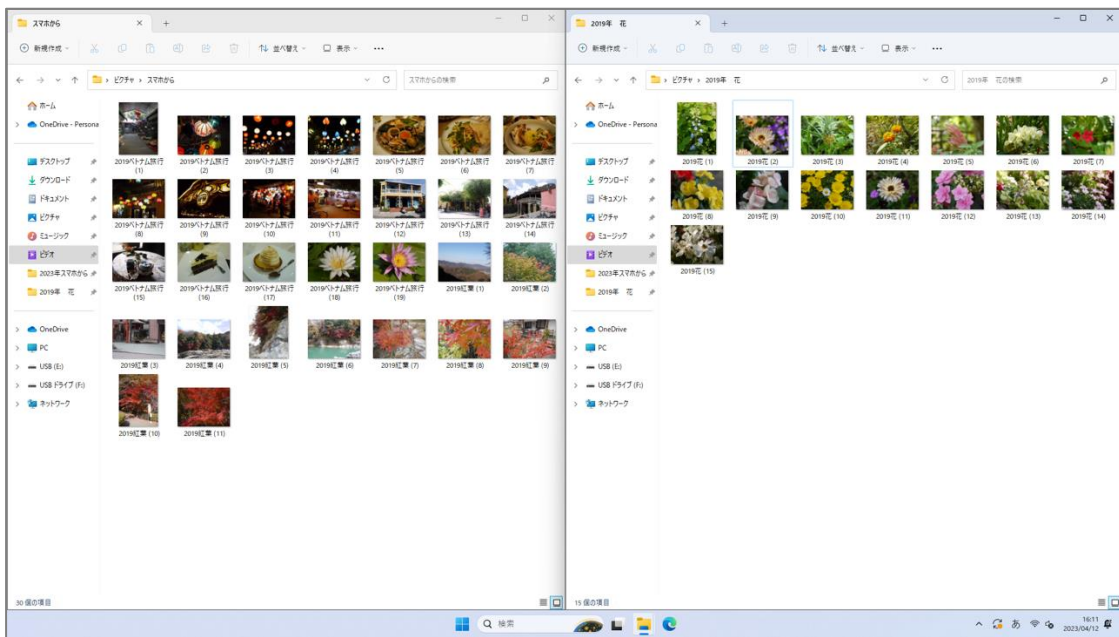 スマホから
新規作成
並べ替え
表示
ピクチャ › スマホから
スマホからの検索
ホーム
OneDrive - Persona
デスクトップ
ダウンロード
ドキュメント
ピクチャ
ミュージック
ビデオ
2023年スマホから
2019年 花
OneDrive
PC
USB (E:)
USB ドライブ (F:)
ネットワーク
2019ベトナム旅行 (1)
2019ベトナム旅行 (2)
2019ベトナム旅行 (3)
2019ベトナム旅行 (4)
2019ベトナム旅行 (5)
2019ベトナム旅行 (6)
2019ベトナム旅行 (7)
2019ベトナム旅行 (8)
2019ベトナム旅行 (9)
2019ベトナム旅行 (10)
2019ベトナム旅行 (11)
2019ベトナム旅行 (12)
2019ベトナム旅行 (13)
2019ベトナム旅行 (14)
2019ベトナム旅行 (15)
2019ベトナム旅行 (16)
2019ベトナム旅行 (17)
2019ベトナム旅行 (18)
2019ベトナム旅行 (19)
2019紅葉 (1)
2019紅葉 (2)
2019紅葉 (3)
2019紅葉 (4)
2019紅葉 (5)
2019紅葉 (6)
2019紅葉 (7)
2019紅葉 (8)
2019紅葉 (9)
2019紅葉 (10)
2019紅葉 (11)
30 個の項目
2019年 花
新規作成
並べ替え
表示
ピクチャ › 2019年 花
2019年 花の検索
ホーム
OneDrive - Persona
デスクトップ
ダウンロード
ドキュメント
ピクチャ
ミュージック
ビデオ
2023年スマホから
2019年 花
OneDrive
PC
USB (E:)
USB ドライブ (F:)
ネットワーク
2019花 (1)
2019花 (2)
2019花 (3)
2019花 (4)
2019花 (5)
2019花 (6)
2019花 (7)
2019花 (8)
2019花 (9)
2019花 (10)
2019花 (11)
2019花 (12)
2019花 (13)
2019花 (14)
2019花 (15)
15 個の項目
検索
あ
16:11
2023/04/12